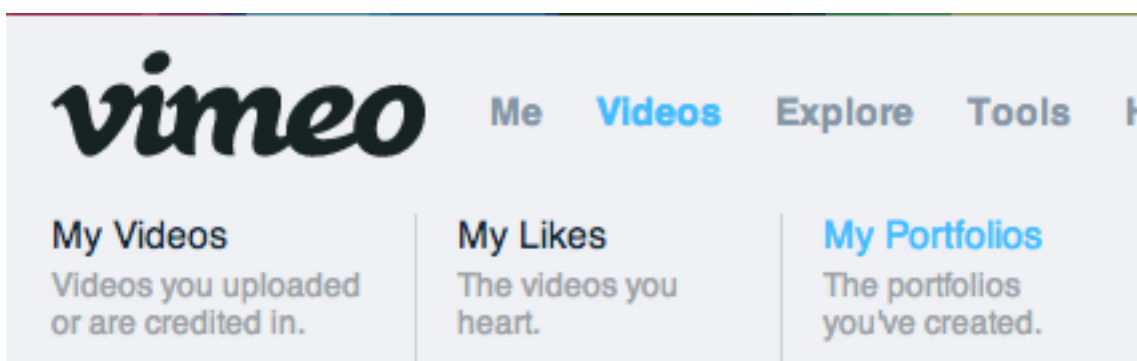 vimeo Me Videos Explore Tools
My Videos
Videos you uploaded
or are credited in.
My Likes
The videos you
heart.
My Portfolios
The portfolios
you've created.